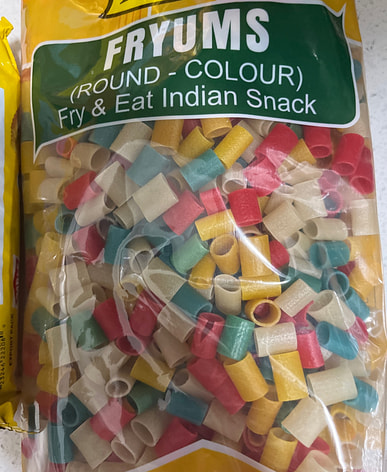 FRYUMS
(ROUND - COLOUR)
Fry & Eat Indian Snack